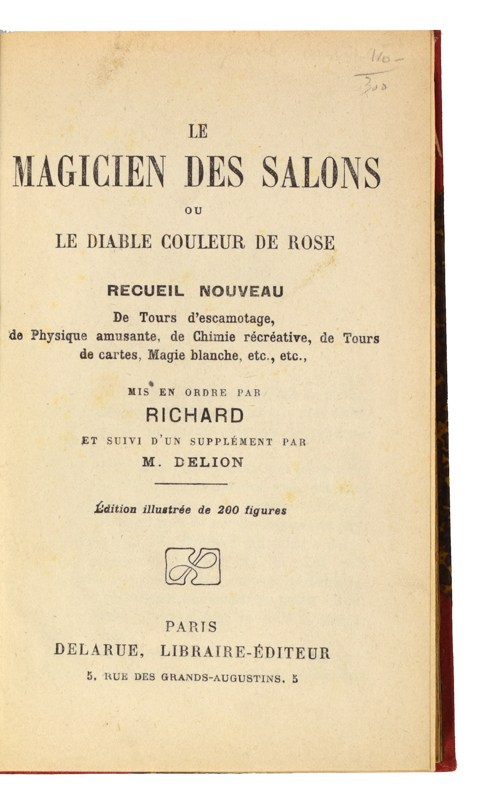 LE
MAGICIEN DES SALONS
OU
LE DIABLE COULEUR DE ROSE
RECUEIL NOUVEAU
De Tours d'escamotage,
de Physique amusante, de Chimie récréative, de Tours
de cartes, Magie blanche, etc., etc.,
MIS EN ORDRE PAR
RICHARD
ET SUIVI D'UN SUPPLÉMENT PAR
M. DELION
Édition illustrée de 200 figures
PARIS
DELARUE, LIBRAIRE-ÉDITEUR
5, RUE DES GRANDS-AUGUSTINS, 5